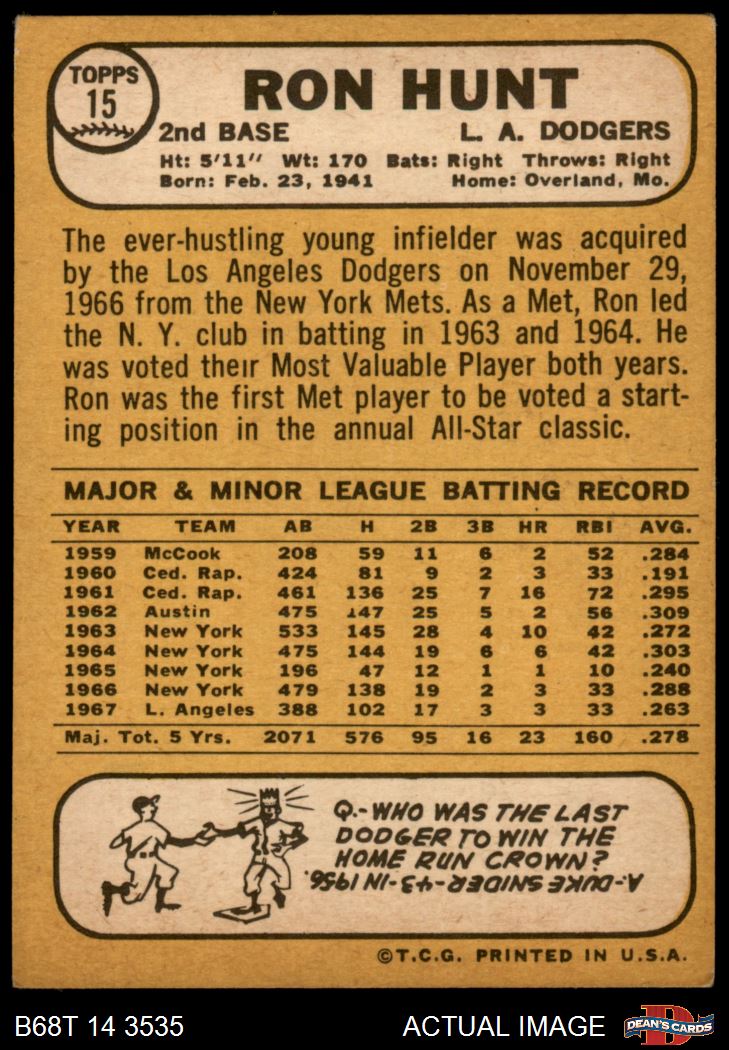 TOPPS
15
RON HUNT
2nd BASE L. A. DODGERS
Ht: 5'11" Wt: 170 Bats: Right Throws: Right
Born: Feb. 23, 1941 Home: Overland, Mo.
The ever-hustling young infielder was acquired
by the Los Angeles Dodgers on November 29,
1966 from the New York Mets. As a Met, Ron led
the N. Y. club in batting in 1963 and 1964. He
was voted their Most Valuable Player both years.
Ron was the first Met player to be voted a start-
ing position in the annual All-Star classic.
MAJOR & MINOR LEAGUE BATTING RECORD
YEAR TEAM AB H 2B 3B HR RBI AVG.
1959 McCook 208 59 11 6 2 52 .284
1960 Ced. Rap. 424 81 9 2 3 33 .191
1961 Ced. Rap. 461 136 25 7 16 72 .295
1962 Austin 475 147 25 5 2 56 .309
1963 New York 533 145 28 4 10 42 .272
1964 New York 475 144 19 6 6 42 .303
1965 New York 196 47 12 1 1 10 .240
1966 New York 479 138 19 2 3 33 .288
1967 L. Angeles 388 102 17 3 3 33 .263
Maj. Tot. 5 Yrs. 2071 576 95 16 23 160 .278
Q.-WHO WAS THE LAST
DODGER TO WIN THE
HOME RUN CROWN?
A.-DUKE SNIDER-43-IN 1956.
©T.C.G. PRINTED IN U.S.A.
B68T 14 3535 ACTUAL IMAGE
DEAN'S CARDS